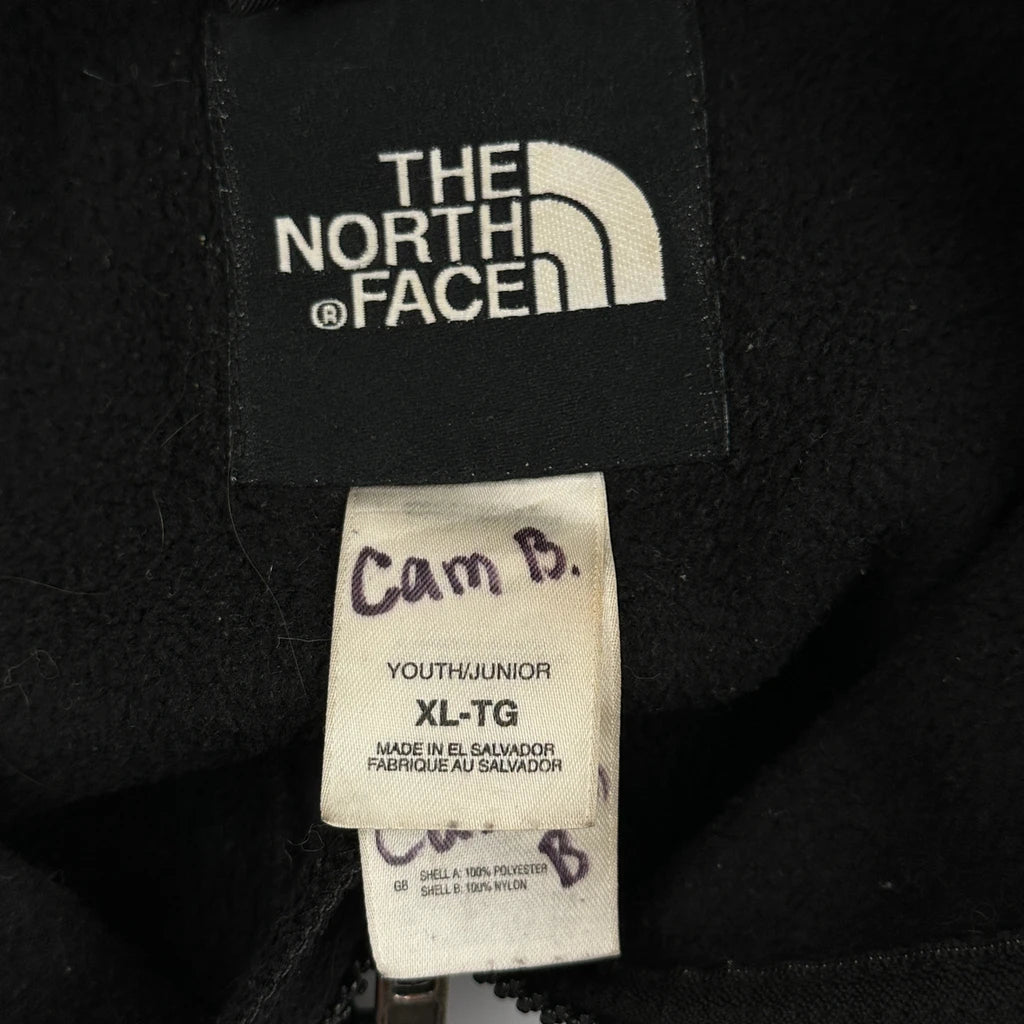 THE
NORTH
®FACE
Cam B.
YOUTH/JUNIOR
XL-TG
MADE IN EL SALVADOR
FABRIQUE AU SALVADOR
B
GB SHELL A: 100% POLYESTER
SHELL B: 100% NYLON